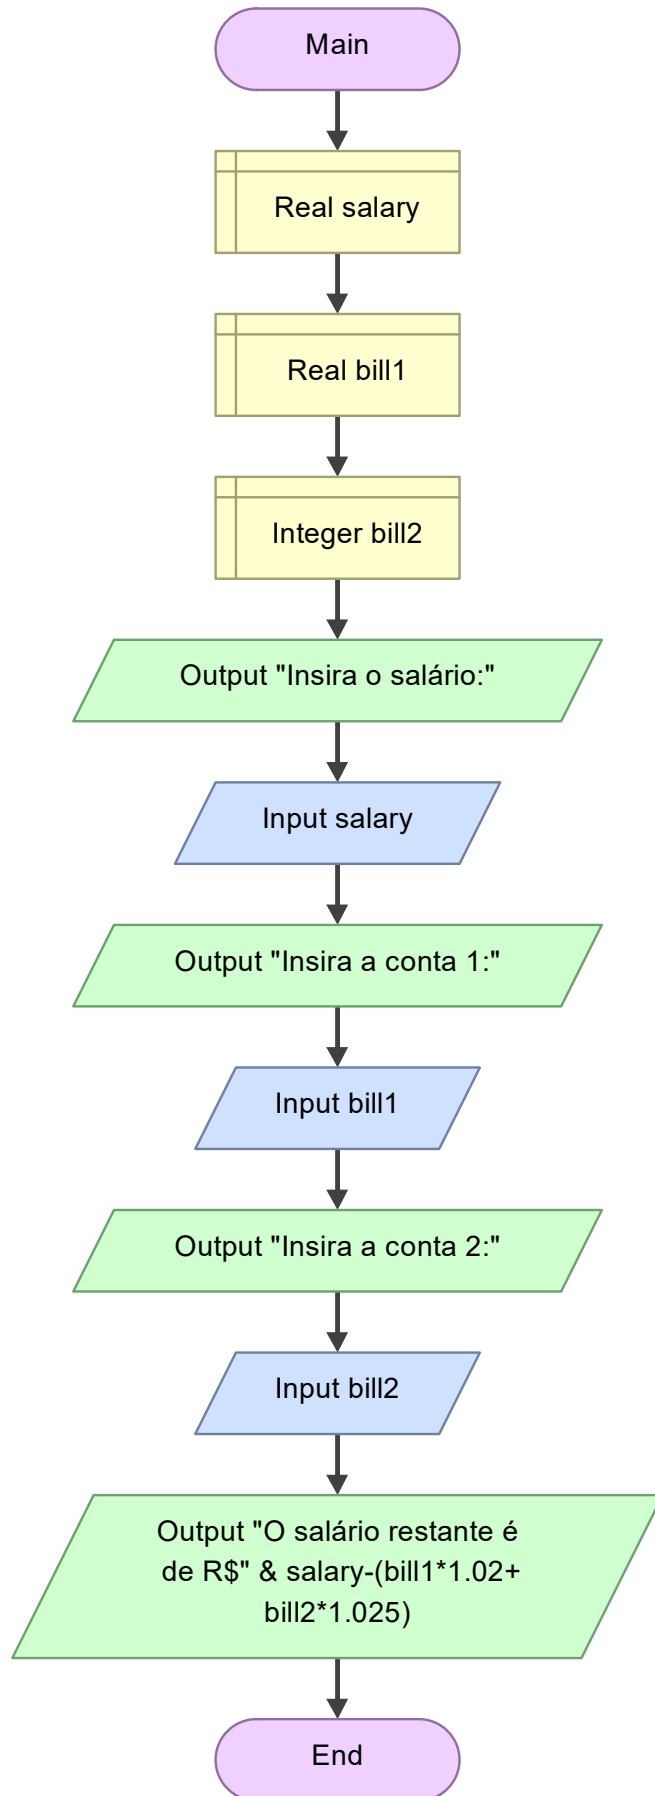 Main
Real salary
Real bill1
Integer bill2
Output "Insira o salário:"
Input salary
Output "Insira a conta 1:"
Input bill1
Output "Insira a conta 2:"
Input bill2
Output "O salário restante é
de R$" & salary-(bill1*1.02+
bill2*1.025)
End